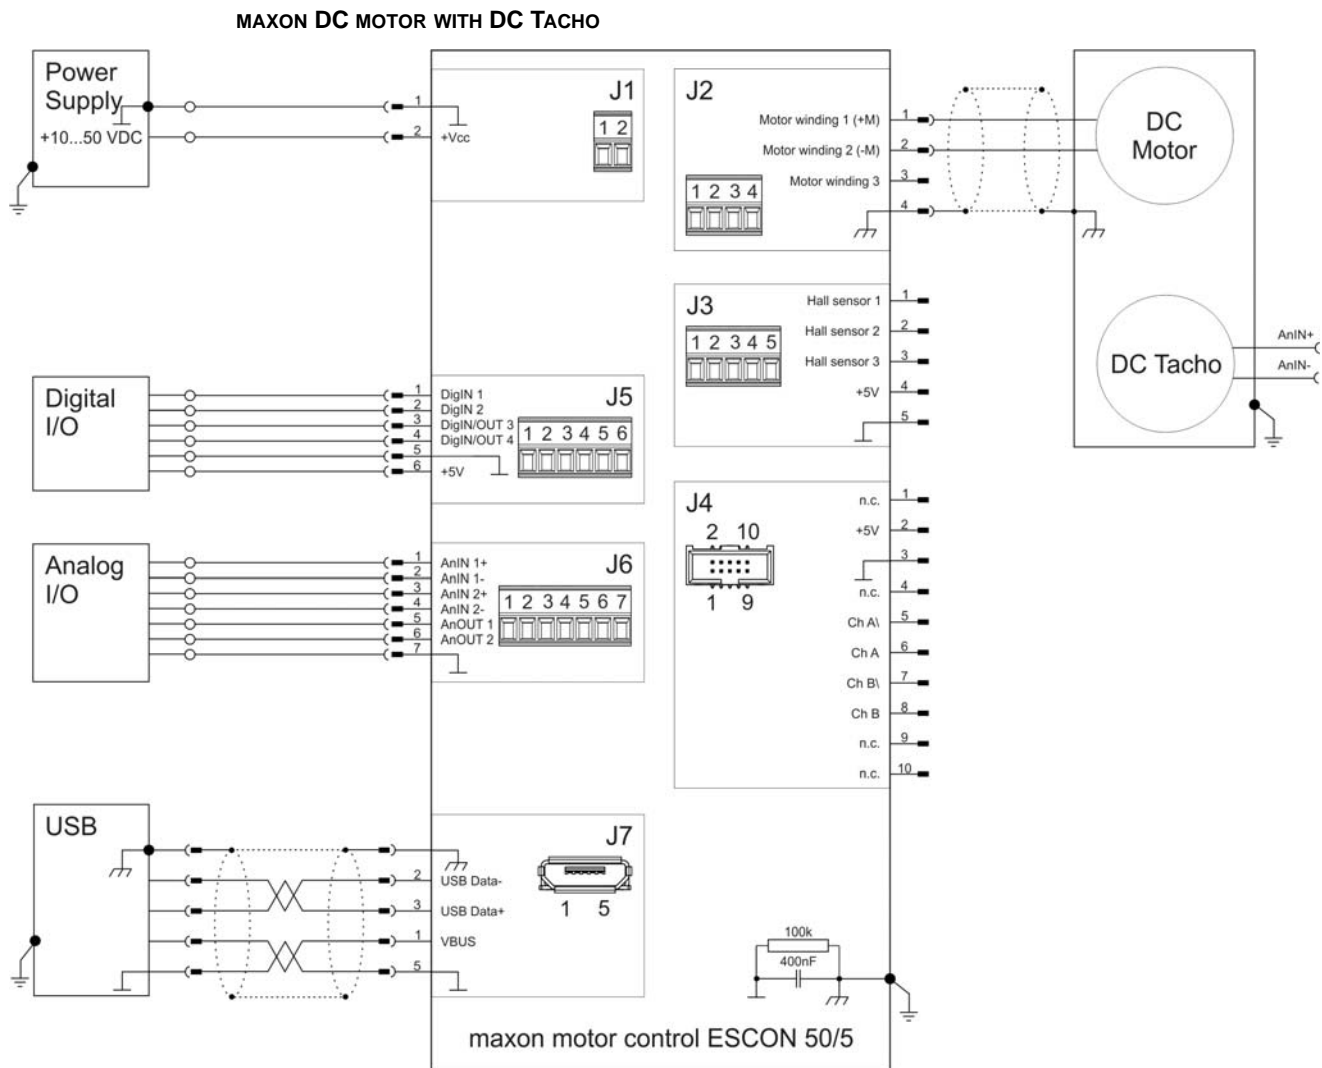 MAXON DC MOTOR WITH DC TACHO
Power
Supply
+10...50 VDC
1
2
+Vcc
J1
1 2
J2
Motor winding 1 (+M) 1
Motor winding 2 (-M) 2
Motor winding 3 3
4
1 2 3 4
DC
Motor
J3
1 2 3 4 5
Hall sensor 1 1
Hall sensor 2 2
Hall sensor 3 3
+5V 4
5
DC Tacho
AnIN+
AnIN-
Digital
I/O
1 DigIN 1
2 DigIN 2
3 DigIN/OUT 3
4 DigIN/OUT 4
5
6 +5V
J5
1 2 3 4 5 6
J4
2 10
1 9
n.c. 1
+5V 2
3
n.c. 4
Ch A\ 5
Ch A 6
Ch B\ 7
Ch B 8
n.c. 9
n.c. 10
Analog
I/O
1 AnIN 1+
2 AnIN 1-
3 AnIN 2+
4 AnIN 2-
5 AnOUT 1
6 AnOUT 2
7
J6
1 2 3 4 5 6 7
USB
J7
2 USB Data-
3 USB Data+
1 VBUS
5
1 5
100k
400nF
maxon motor control ESCON 50/5